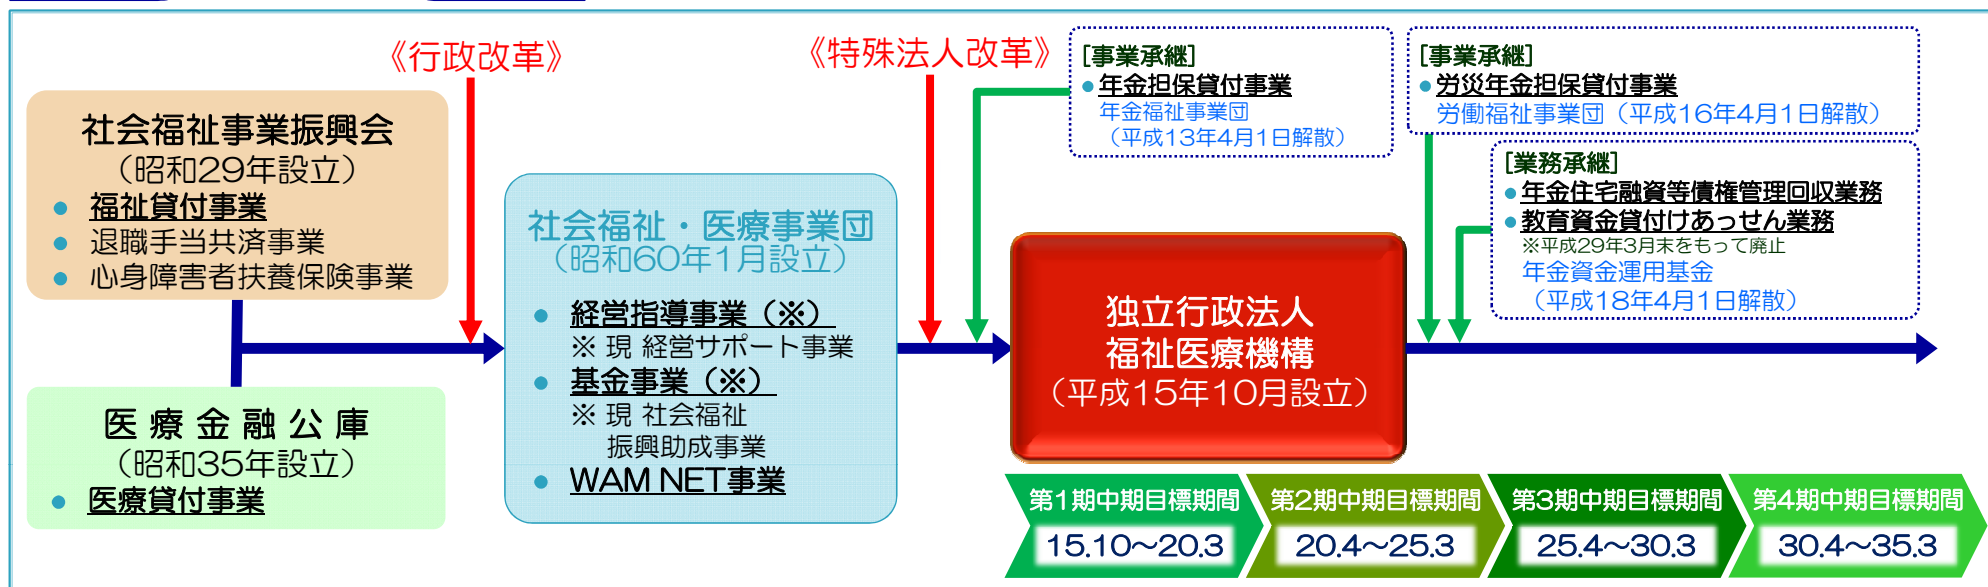 《行政改革》
《特殊法人改革》
社会福祉事業振興会
（昭和29年設立）
● 福祉貸付事業
● 退職手当共済事業
● 心身障害者扶養保険事業
医 療 金 融 公 庫
（昭和35年設立）
● 医療貸付事業
社会福祉・医療事業団
（昭和60年1月設立）
● 経営指導事業（※）
※ 現 経営サポート事業
● 基金事業（※）
※ 現 社会福祉
振興助成事業
● WAM NET事業
[事業承継]
● 年金担保貸付事業
年金福祉事業団
（平成13年4月1日解散）
[事業承継]
● 労災年金担保貸付事業
労働福祉事業団（平成16年4月1日解散）
[業務承継]
● 年金住宅融資等債権管理回収業務
● 教育資金貸付けあっせん業務
※平成29年3月末をもって廃止
年金資金運用基金
（平成18年4月1日解散）
独立行政法人
福祉医療機構
（平成15年10月設立）
第1期中期目標期間
15.10～20.3
第2期中期目標期間
20.4～25.3
第3期中期目標期間
25.4～30.3
第4期中期目標期間
30.4～35.3